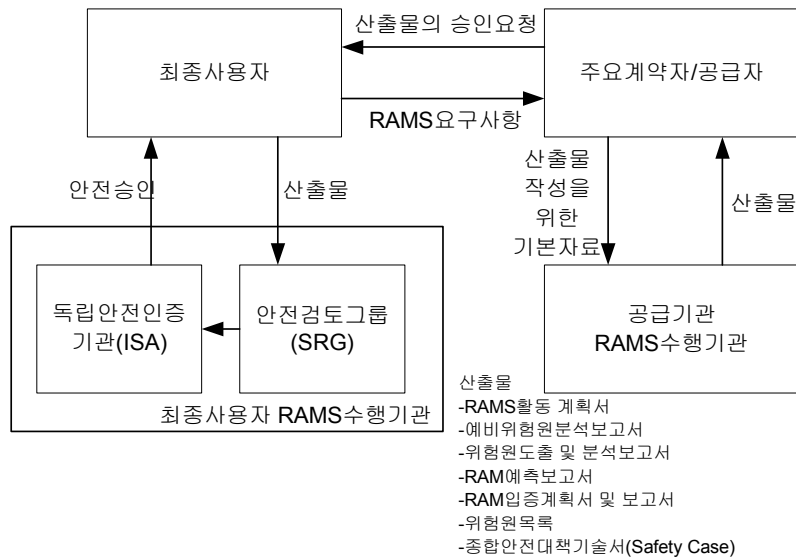 산출물의 승인요청
최종사용자
주요계약자/공급자
RAMS요구사항
안전승인
산출물
산출물
작성을
위한
기본자료
산출물
독립안전인증
기관(ISA)
안전검토그룹
(SRG)
최종사용자 RAMS수행기관
공급기관
RAMS수행기관
산출물
-RAMS활동 계획서
-예비위험원분석보고서
-위험원도출 및 분석보고서
-RAM예측보고서
-RAM입증계획서 및 보고서
-위험원목록
-종합안전대책기술서(Safety Case)